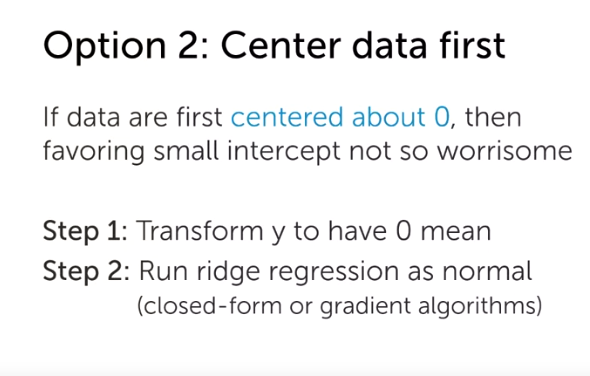 Option 2: Center data first
If data are first centered about 0, then
favoring small intercept not so worrisome
Step 1: Transform y to have 0 mean
Step 2: Run ridge regression as normal
(closed-form or gradient algorithms)